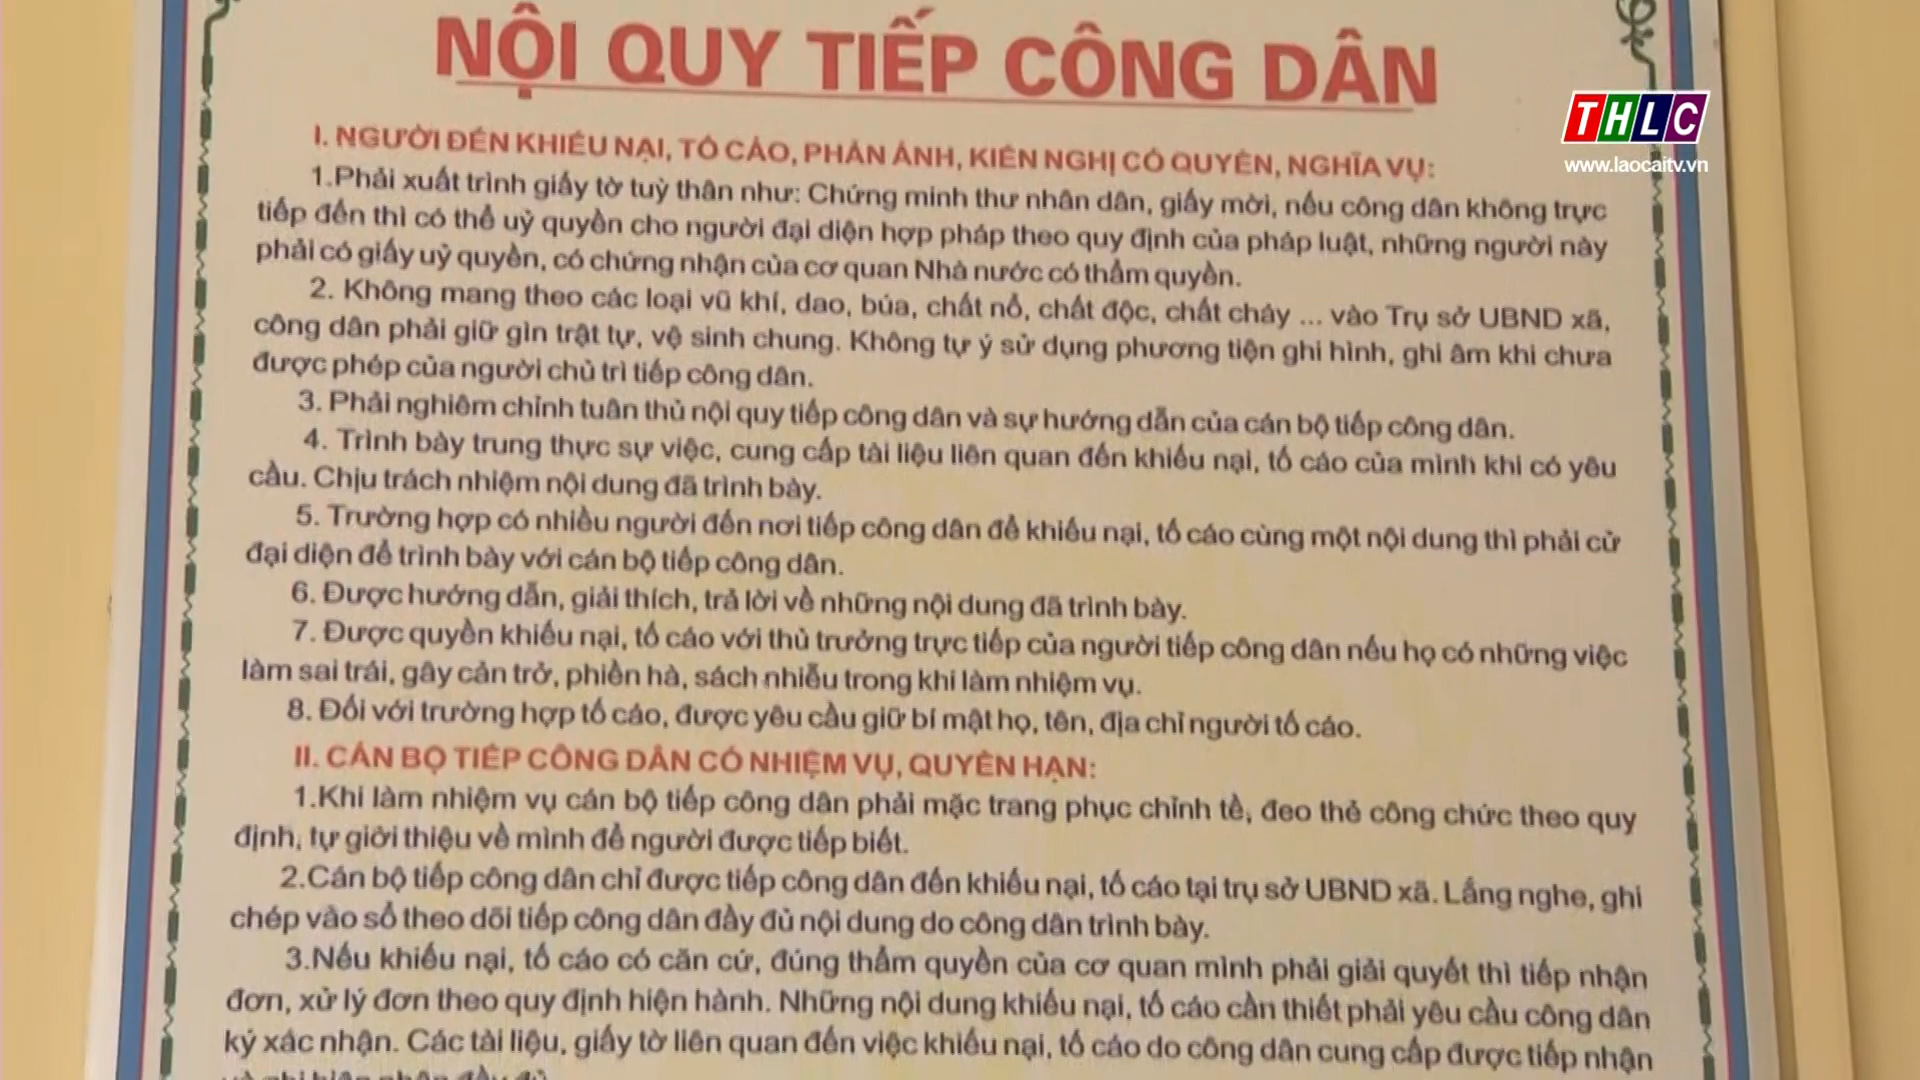 NỘI QUY TIẾP CÔNG DÂN
THLC
www.laocaitv.vn
I. NGƯỜI ĐẾN KHIẾU NẠI, TỐ CÁO, PHẢN ÁNH, KIẾN NGHỊ CÓ QUYỀN, NGHĨA VỤ:
1.Phải xuất trình giấy tờ tuỳ thân như: Chứng minh thư nhân dân, giấy mời, nếu công dân không trực
tiếp đến thì có thể uỷ quyền cho người đại diện hợp pháp theo quy định của pháp luật, những người này
phải có giấy uỷ quyền, có chứng nhận của cơ quan Nhà nước có thẩm quyền.
2. Không mang theo các loại vũ khí, dao, búa, chất nổ, chất độc, chất cháy ... vào Trụ sở UBND xã,
công dân phải giữ gìn trật tự, vệ sinh chung. Không tự ý sử dụng phương tiện ghi hình, ghi âm khi chưa
được phép của người chủ trì tiếp công dân.
3. Phải nghiêm chỉnh tuân thủ nội quy tiếp công dân và sự hướng dẫn của cán bộ tiếp công dân.
4. Trình bày trung thực sự việc, cung cấp tài liệu liên quan đến khiếu nại, tố cáo của mình khi có yêu
cầu. Chịu trách nhiệm nội dung đã trình bày.
5. Trường hợp có nhiều người đến nơi tiếp công dân để khiếu nại, tố cáo cùng một nội dung thì phải cử
đại diện để trình bày với cán bộ tiếp công dân.
6. Được hướng dẫn, giải thích, trả lời về những nội dung đã trình bày.
7. Được quyền khiếu nại, tố cáo với thủ trưởng trực tiếp của người tiếp công dân nếu họ có những việc
làm sai trái, gây cản trở, phiền hà, sách nhiễu trong khi làm nhiệm vụ.
8. Đối với trường hợp tố cáo, được yêu cầu giữ bí mật họ, tên, địa chỉ người tố cáo.
II. CÁN BỘ TIẾP CÔNG DÂN CÓ NHIỆM VỤ, QUYỀN HẠN:
1.Khi làm nhiệm vụ cán bộ tiếp công dân phải mặc trang phục chỉnh tề, đeo thẻ công chức theo quy
định, tự giới thiệu về mình để người được tiếp biết.
2.Cán bộ tiếp công dân chỉ được tiếp công dân đến khiếu nại, tố cáo tại trụ sở UBND xã. Lắng nghe, ghi
chép vào sổ theo dõi tiếp công dân đầy đủ nội dung do công dân trình bày.
3.Nếu khiếu nại, tố cáo có căn cứ, đúng thẩm quyền của cơ quan mình phải giải quyết thì tiếp nhận
đơn, xử lý đơn theo quy định hiện hành. Những nội dung khiếu nại, tố cáo cần thiết phải yêu cầu công dân
ký xác nhận. Các tài liệu, giấy tờ liên quan đến việc khiếu nại, tố cáo do công dân cung cấp được tiếp nhận